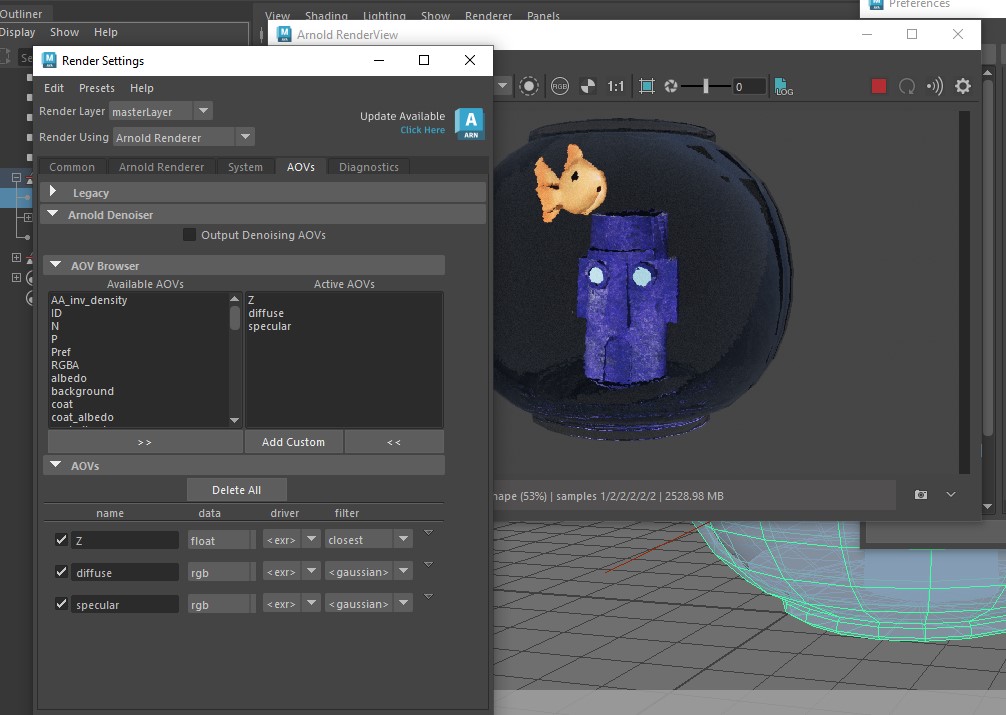 Outliner
Display Show Help
View Shading Lighting Show Renderer Panels
Preferences
Arnold RenderView
RGB
1:1
0
LOG
Render Settings
Edit Presets Help
Render Layer masterLayer
Render Using Arnold Renderer
Update Available
Click Here
A
ARN
Common Arnold Renderer System AOVs Diagnostics
Legacy
Arnold Denoiser
Output Denoising AOVs
AOV Browser
Available AOVs Active AOVs
AA_inv_density
ID
N
P
Pref
RGBA
albedo
background
coat
coat_albedo
Z
diffuse
specular
>> Add Custom <<
AOVs
Delete All
name data driver filter
Z float <exr> closest
diffuse rgb <exr> <gaussian>
specular rgb <exr> <gaussian>
(53%) | samples 1/2/2/2/2/2 | 2528.98 MB